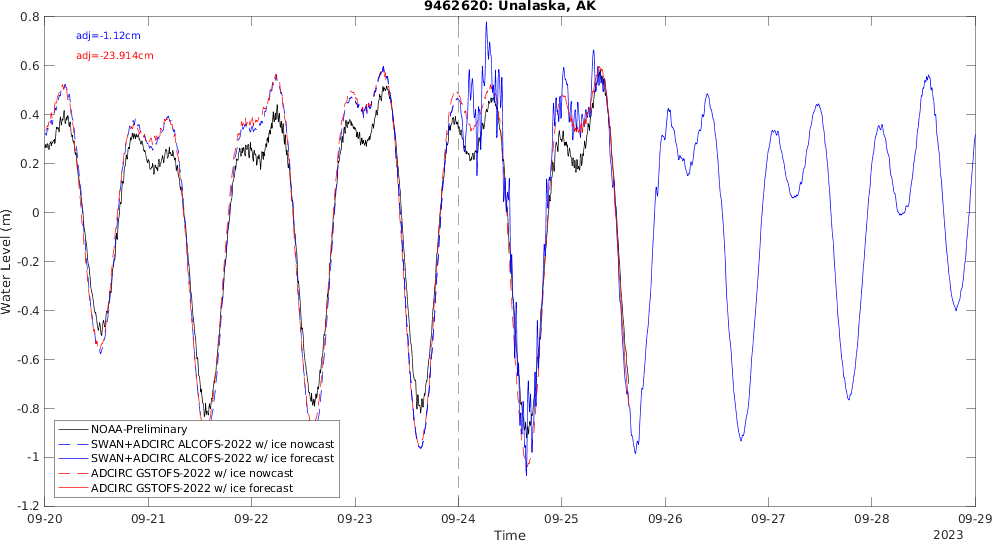 9462620: Unalaska, AK
adj=-1.12cm
adj=-23.914cm
0.8
0.6
0.4
0.2
0
-0.2
-0.4
-0.6
-0.8
-1
-1.2
Water Level (m)
NOAA-Preliminary
SWAN+ADCIRC ALCOFS-2022 w/ ice nowcast
SWAN+ADCIRC ALCOFS-2022 w/ ice forecast
ADCIRC GSTOFS-2022 w/ ice nowcast
ADCIRC GSTOFS-2022 w/ ice forecast
09-20 09-21 09-22 09-23 09-24 09-25 09-26 09-27 09-28 09-29
Time
2023